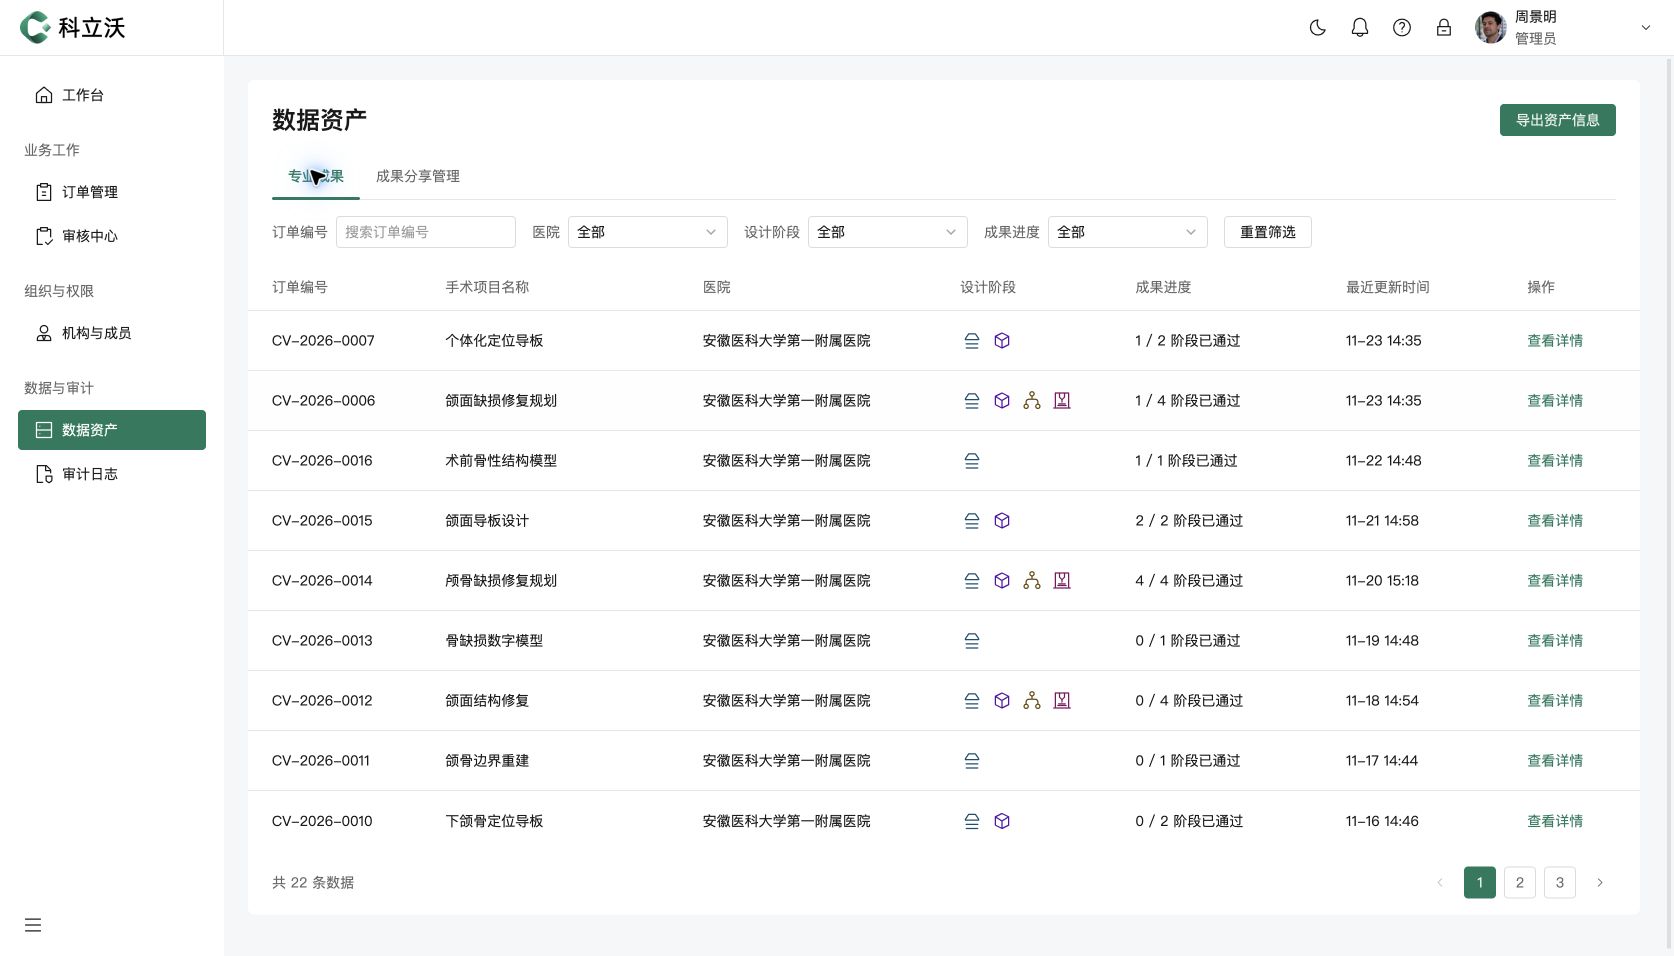 科立沃
周景明
管理员
工作台
业务工作
订单管理
审核中心
组织与权限
机构与成员
数据与审计
数据资产
审计日志
数据资产
导出资产信息
专业成果 成果分享管理
订单编号 搜索订单编号 医院 全部 设计阶段 全部 成果进度 全部 重置筛选
订单编号 手术项目名称 医院 设计阶段 成果进度 最近更新时间 操作
CV-2026-0007 个体化定位导板 安徽医科大学第一附属医院 1 / 2 阶段已通过 11-23 14:35 查看详情
CV-2026-0006 颌面缺损修复规划 安徽医科大学第一附属医院 1 / 4 阶段已通过 11-23 14:35 查看详情
CV-2026-0016 术前骨性结构模型 安徽医科大学第一附属医院 1 / 1 阶段已通过 11-22 14:48 查看详情
CV-2026-0015 颌面导板设计 安徽医科大学第一附属医院 2 / 2 阶段已通过 11-21 14:58 查看详情
CV-2026-0014 颅骨缺损修复规划 安徽医科大学第一附属医院 4 / 4 阶段已通过 11-20 15:18 查看详情
CV-2026-0013 骨缺损数字模型 安徽医科大学第一附属医院 0 / 1 阶段已通过 11-19 14:48 查看详情
CV-2026-0012 颌面结构修复 安徽医科大学第一附属医院 0 / 4 阶段已通过 11-18 14:54 查看详情
CV-2026-0011 颌骨边界重建 安徽医科大学第一附属医院 0 / 1 阶段已通过 11-17 14:44 查看详情
CV-2026-0010 下颌骨定位导板 安徽医科大学第一附属医院 0 / 2 阶段已通过 11-16 14:46 查看详情
共 22 条数据
1 2 3